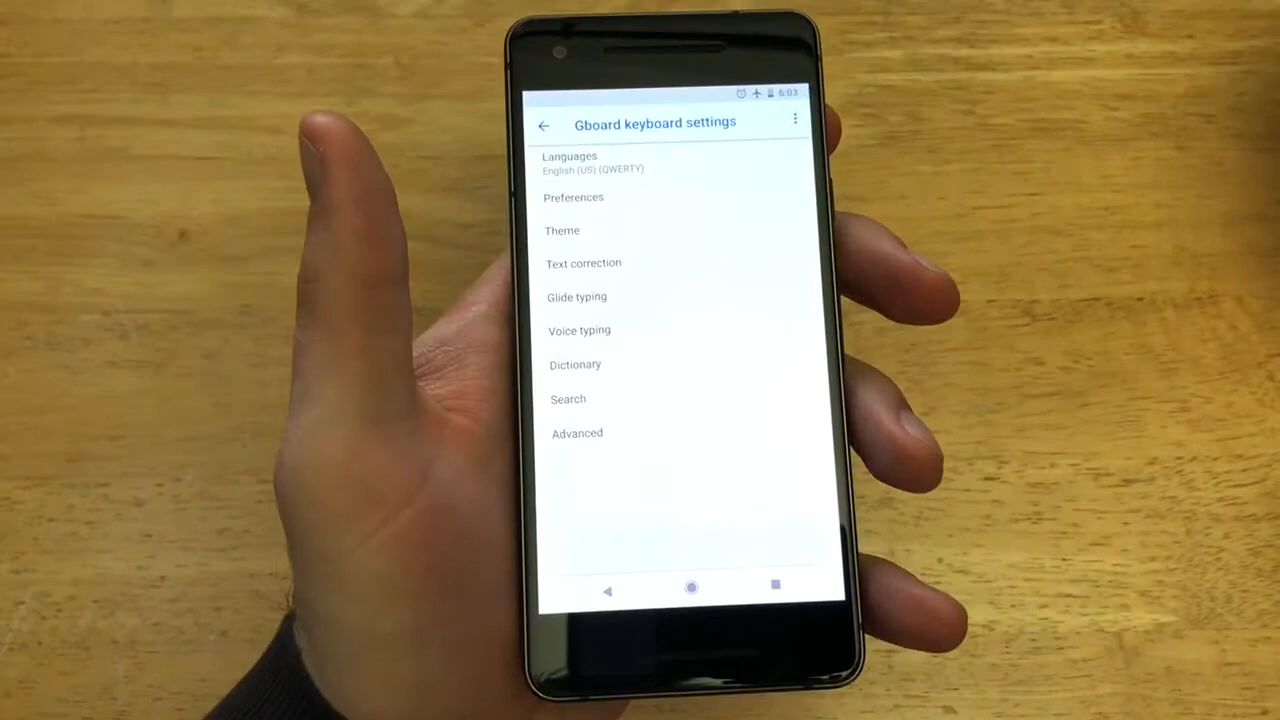 6:03
Gboard keyboard settings
Languages
English (US) (QWERTY)
Preferences
Theme
Text correction
Glide typing
Voice typing
Dictionary
Search
Advanced